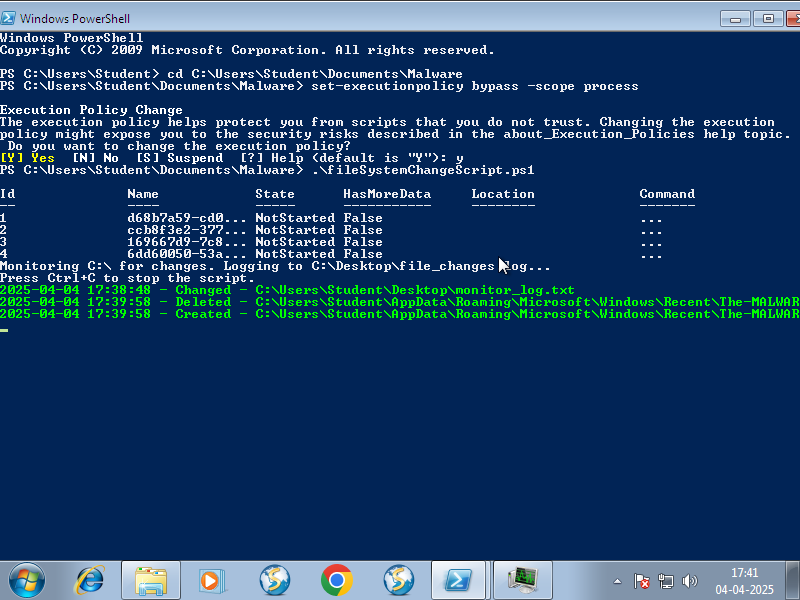 Windows PowerShell
Windows PowerShell
Copyright (C) 2009 Microsoft Corporation. All rights reserved.
PS C:\Users\Student> cd C:\Users\Student\Documents\Malware
PS C:\Users\Student\Documents\Malware> set-executionpolicy bypass -scope process
Execution Policy Change
The execution policy helps protect you from scripts that you do not trust. Changing the execution
policy might expose you to the security risks described in the about_Execution_Policies help topic.
Do you want to change the execution policy?
[Y] Yes [N] No [S] Suspend [?] Help (default is "Y"): y
PS C:\Users\Student\Documents\Malware> .\fileSystemChangeScript.ps1
Id Name State HasMoreData Location Command
-- ---- ----- ----------- -------- -------
1 d68b7a59-cd0... NotStarted False ...
2 ccb8f3e2-377... NotStarted False ...
3 169667d9-7c8... NotStarted False ...
4 6dd60050-53a... NotStarted False ...
Monitoring C:\ for changes. Logging to C:\Desktop\file_changes log...
Press Ctrl+C to stop the script.
2025-04-04 17:38:48 - Changed - C:\Users\Student\Desktop\monitor_log.txt
2025-04-04 17:39:58 - Deleted - C:\Users\Student\AppData\Roaming\Microsoft\Windows\Recent\The-MALWAR
2025-04-04 17:39:58 - Created - C:\Users\Student\AppData\Roaming\Microsoft\Windows\Recent\The-MALWAR
17:41
04-04-2025